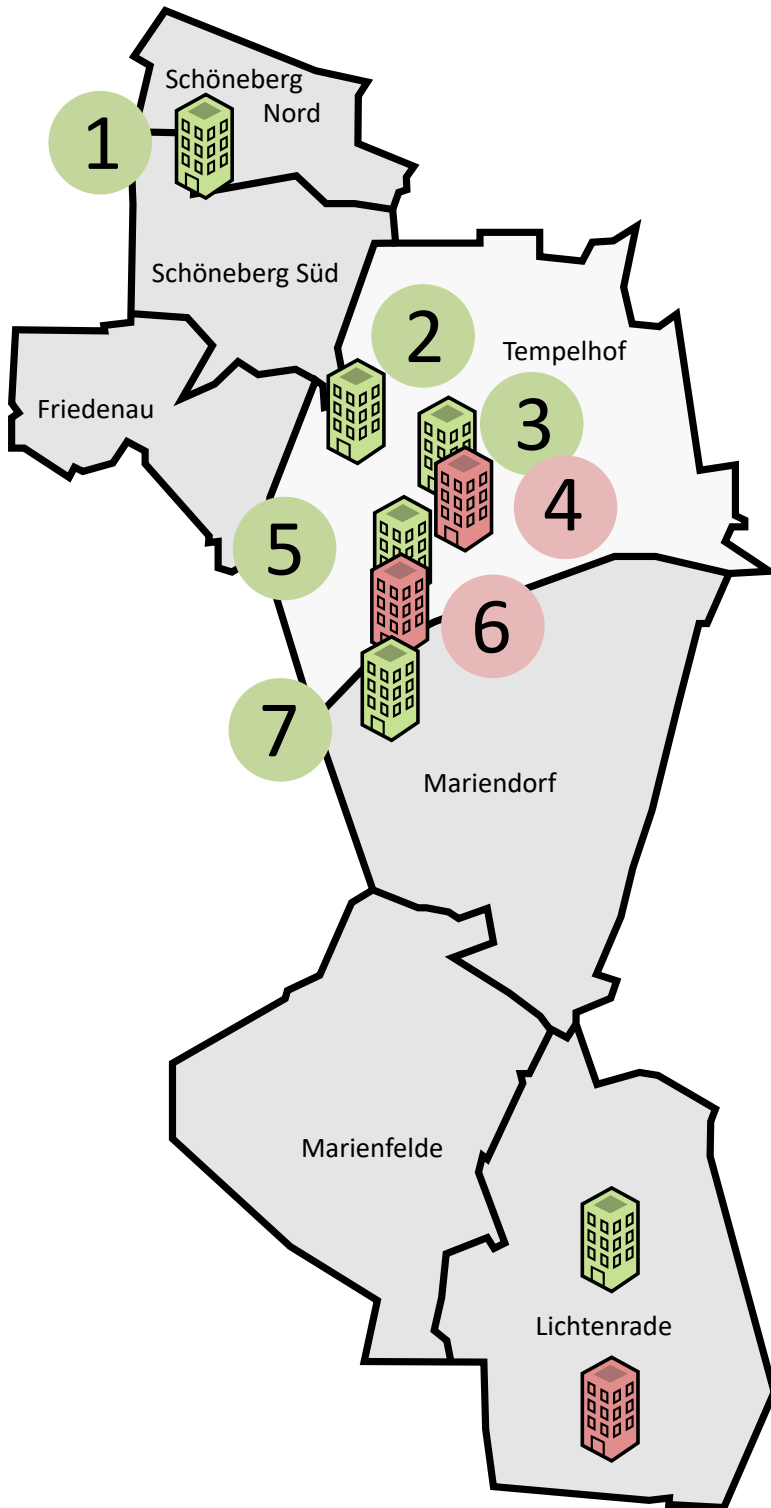 Schöneberg
Nord
1
Schöneberg Süd
2
Tempelhof
Friedenau
3
4
5
6
7
Mariendorf
Marienfelde
Lichtenrade